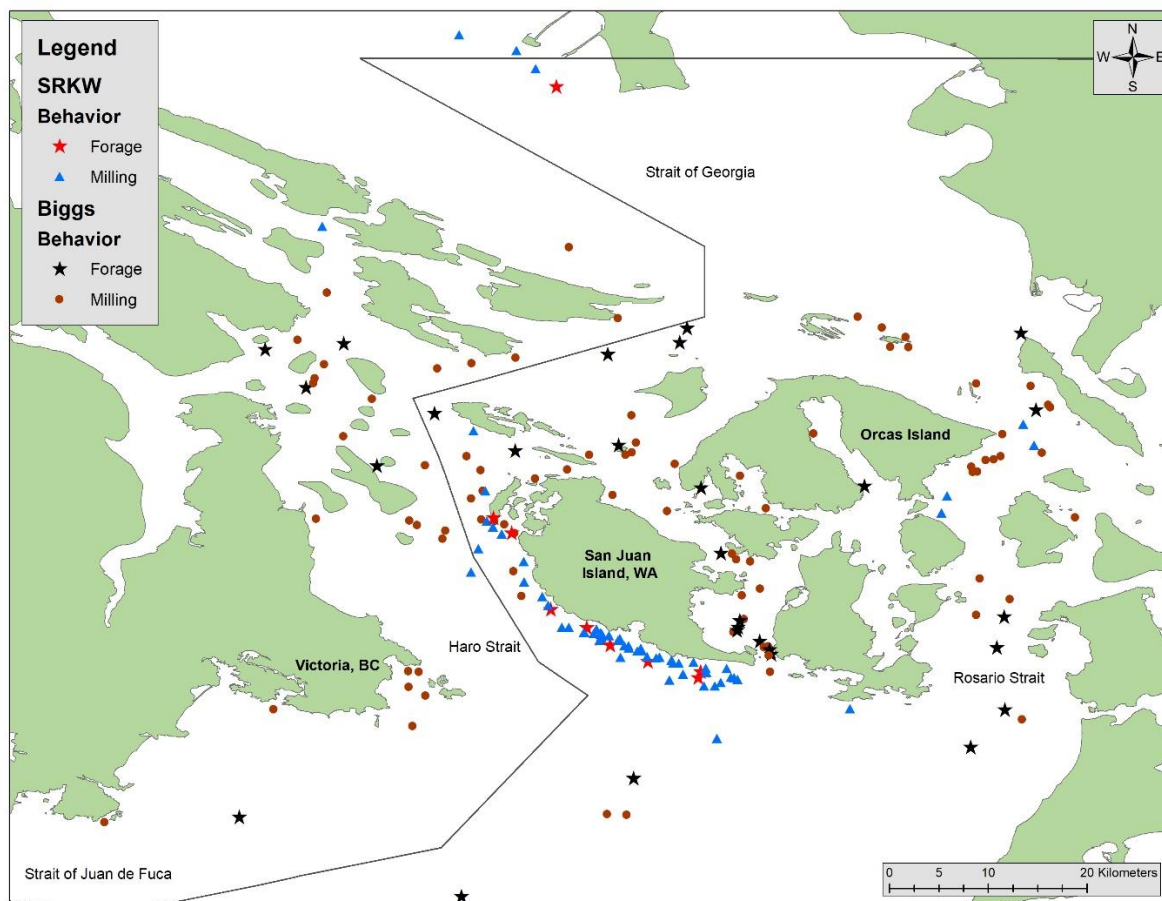 Legend
SRKW
Behavior
Forage
Milling
Biggs
Behavior
Forage
Milling
N
W E
S
Strait of Georgia
Orcas Island
San Juan
Island, WA
Haro Strait
Victoria, BC
Rosario Strait
Strait of Juan de Fuca
0 5 10 20 Kilometers